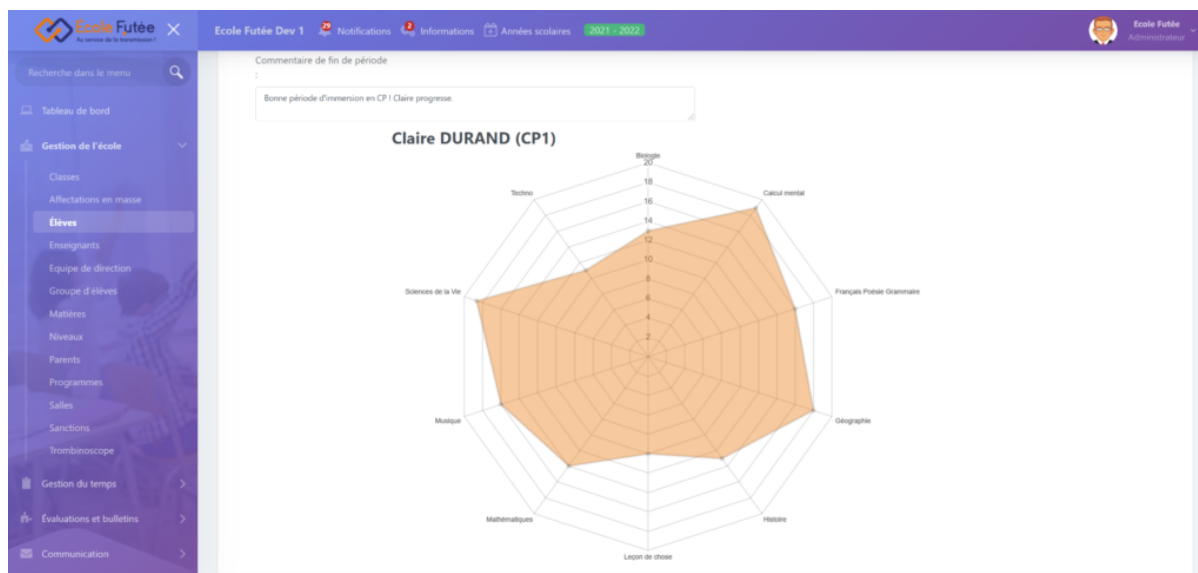 École Futée
Au service de la transmission !
Ecole Futée Dev 1
29
Notifications
2
Informations
Années scolaires
2021 - 2022
Ecole Futée
Administrateur
Recherche dans le menu
Tableau de bord
Gestion de l'école
Classes
Affectations en masse
Élèves
Enseignants
Equipe de direction
Groupe d'élèves
Matières
Niveaux
Parents
Programmes
Salles
Sanctions
Trombinoscope
Gestion du temps
Évaluations et bulletins
Communication
Commentaire de fin de période
:
Bonne période d'immersion en CP ! Claire progresse.
Claire DURAND (CP1)
Biologie
20
18
16
14
12
10
8
6
4
2
Calcul mental
Français Poésie Grammaire
Géographie
Histoire
Leçon de chose
Mathématiques
Musique
Sciences de la Vie
Techno